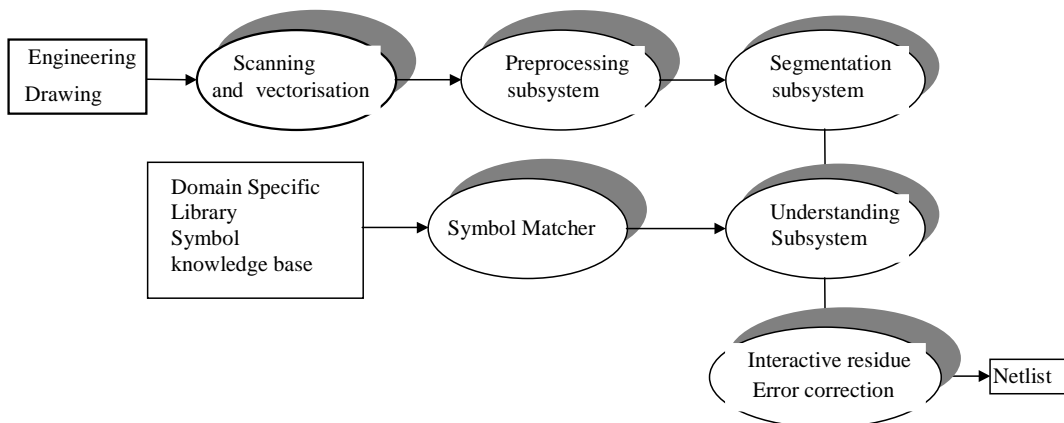 Engineering
Drawing
Scanning
and vectorisation
Preprocessing
subsystem
Segmentation
subsystem
Domain Specific
Library
Symbol
knowledge base
Symbol Matcher
Understanding
Subsystem
Interactive residue
Error correction
Netlist